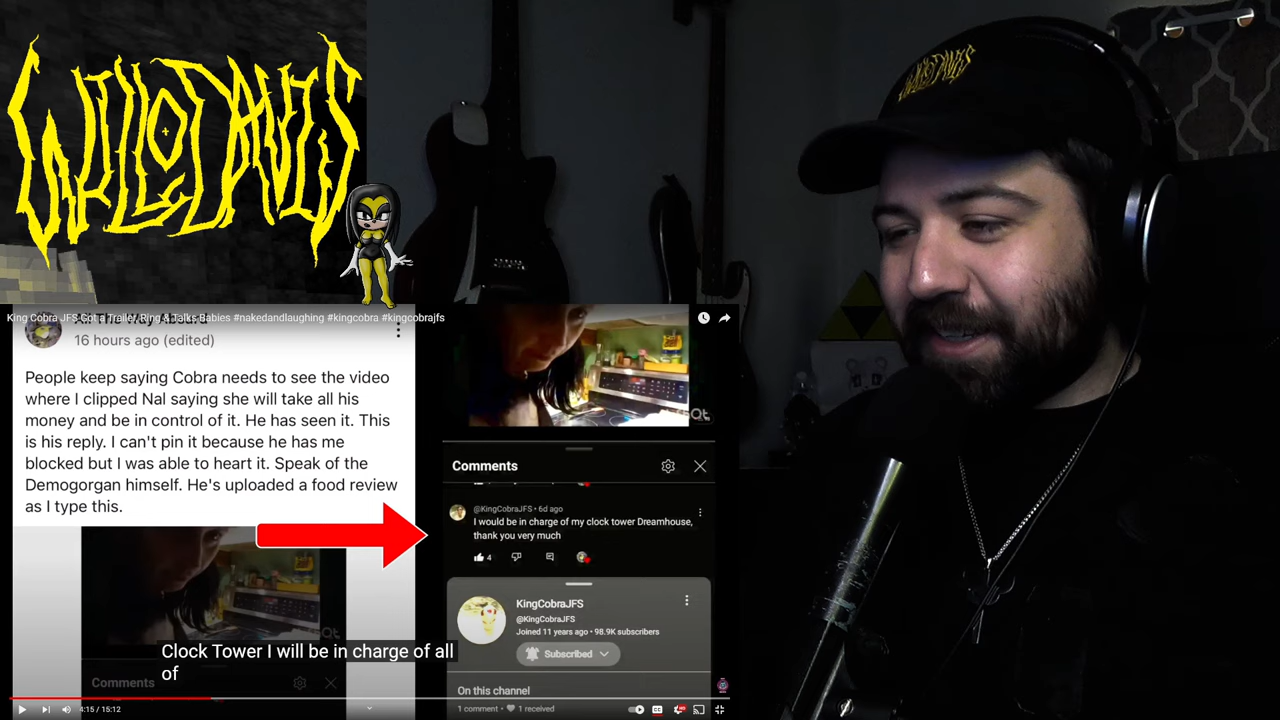 WILLODAVIS
WILLODAVIS
King Cobra JFS Got a Trailer, Ring & Talks Babies #nakedandlaughing #kingcobra #kingcobrajfs
16 hours ago (edited)
People keep saying Cobra needs to see the video
where I clipped Nal saying she will take all his
money and be in control of it. He has seen it. This
is his reply. I can't pin it because he has me
blocked but I was able to heart it. Speak of the
Demogorgan himself. He's uploaded a food review
as I type this.
Comments
@KingCobraJFS • 6d ago
I would be in charge of my clock tower Dreamhouse,
thank you very much
4
KingCobraJFS
@KingCobraJFS
Joined 11 years ago • 98.9K subscribers
Subscribed
On this channel
1 comment • 1 received
Clock Tower I will be in charge of all
of
Comments
4:15 / 15:12